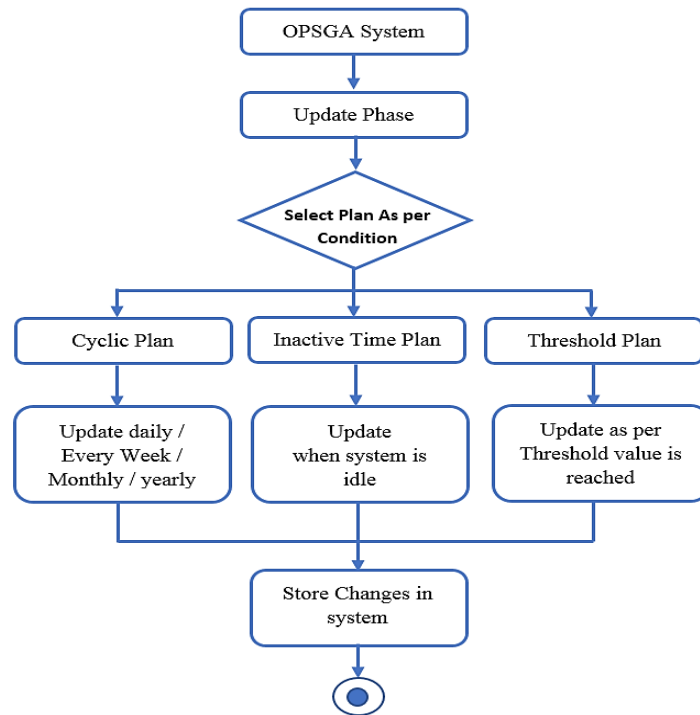 OPSGA System
Update Phase
Select Plan As per
Condition
Cyclic Plan
Inactive Time Plan
Threshold Plan
Update daily /
Every Week /
Monthly / yearly
Update
when system is
idle
Update as per
Threshold value is
reached
Store Changes in
system